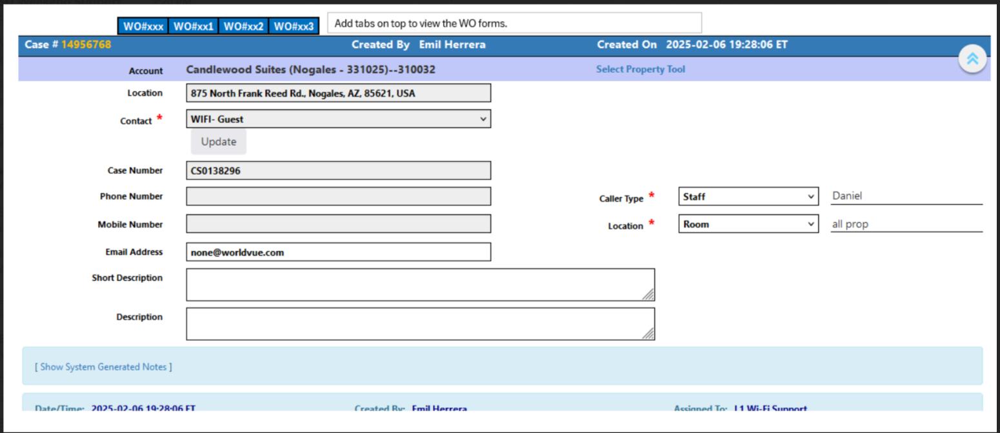 WO#xxx WO#xx1 WO#xx2 WO#xx3 Add tabs on top to view the WO forms.
Case # 14956768 Created By Emil Herrera Created On 2025-02-06 19:28:06 ET
Account Candlewood Suites (Nogales - 331025)--310032 Select Property Tool
Location 875 North Frank Reed Rd., Nogales, AZ, 85621, USA
Contact * WIFI- Guest
Update
Case Number CS0138296
Phone Number Caller Type * Staff Daniel
Mobile Number Location * Room all prop
Email Address none@worldvue.com
Short Description
Description
[ Show System Generated Notes ]
Date/Time: 2025-02-06 19:28:06 ET Created By: Emil Herrera Assigned To: L1 Wi-Fi Support